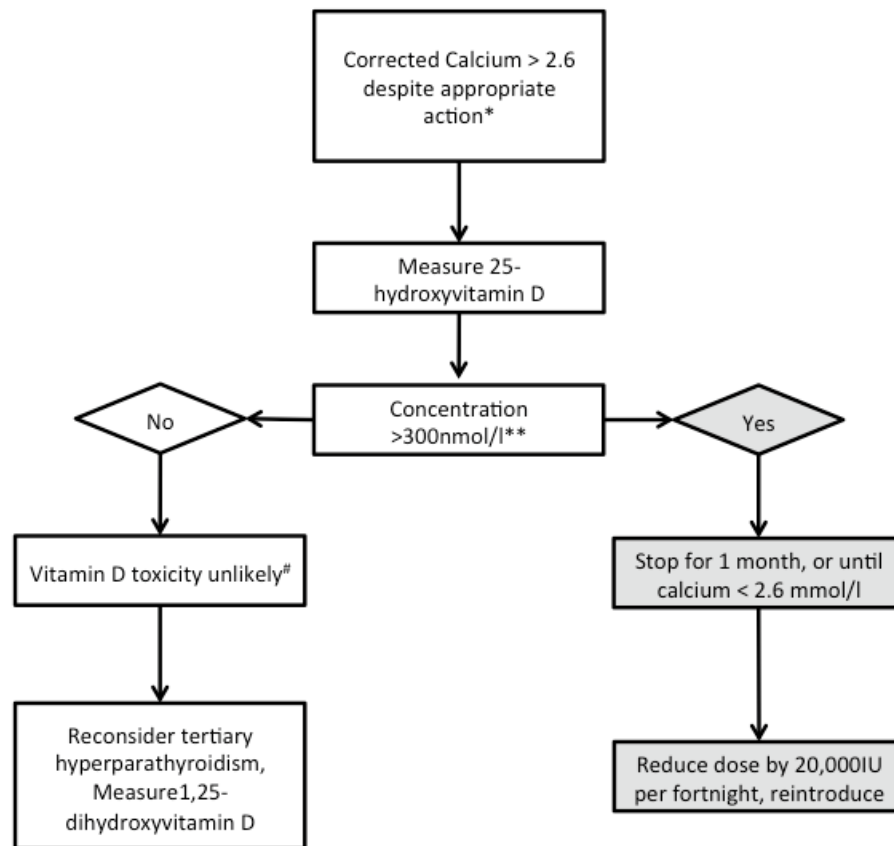 Corrected Calcium > 2.6
despite appropriate
action*
Measure 25-
hydroxyvitamin D
No
Concentration
>300nmol/l**
Yes
Vitamin D toxicity unlikely#
Stop for 1 month, or until
calcium < 2.6 mmol/l
Reconsider tertiary
hyperparathyroidism,
Measure1,25-
dihydroxyvitamin D
Reduce dose by 20,000IU
per fortnight, reintroduce